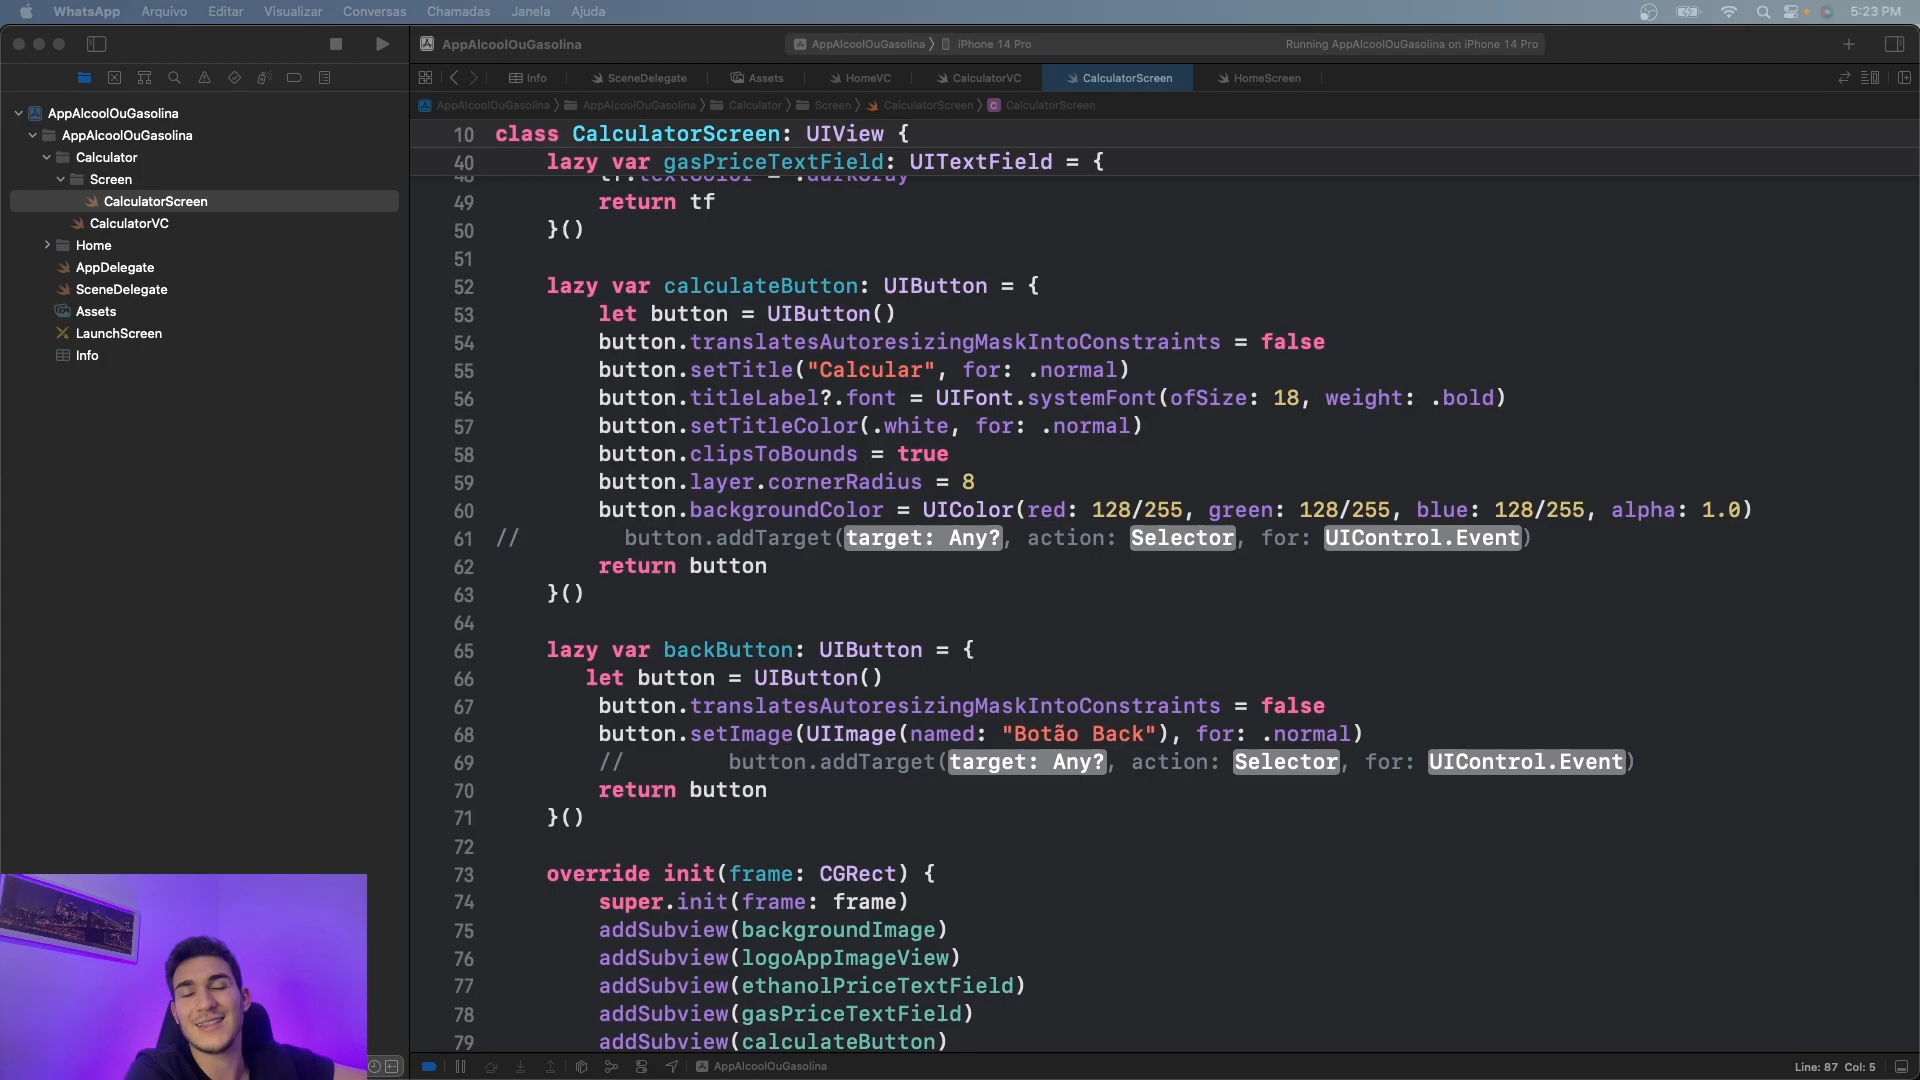 WhatsApp Arquivo Editar Visualizar Conversas Chamadas Janela Ajuda 5:23 PM
AppAlcoolOuGasolina AppAlcoolOuGasolina iPhone 14 Pro Running AppAlcoolOuGasolina on iPhone 14 Pro
Info SceneDelegate Assets HomeVC CalculatorVC CalculatorScreen HomeScreen
AppAlcoolOuGasolina AppAlcoolOuGasolina Calculator Screen CalculatorScreen C CalculatorScreen
AppAlcoolOuGasolina
AppAlcoolOuGasolina
Calculator
Screen
CalculatorScreen
CalculatorVC
Home
AppDelegate
SceneDelegate
Assets
LaunchScreen
Info
10 class CalculatorScreen: UIView {
40 lazy var gasPriceTextField: UITextField = {
48 tf.textColor = .darkGray
49 return tf
50 }()
51
52 lazy var calculateButton: UIButton = {
53 let button = UIButton()
54 button.translatesAutoresizingMaskIntoConstraints = false
55 button.setTitle("Calcular", for: .normal)
56 button.titleLabel?.font = UIFont.systemFont(ofSize: 18, weight: .bold)
57 button.setTitleColor(.white, for: .normal)
58 button.clipsToBounds = true
59 button.layer.cornerRadius = 8
60 button.backgroundColor = UIColor(red: 128/255, green: 128/255, blue: 128/255, alpha: 1.0)
61 // button.addTarget(target: Any?, action: Selector, for: UIControl.Event)
62 return button
63 }()
64
65 lazy var backButton: UIButton = {
66 let button = UIButton()
67 button.translatesAutoresizingMaskIntoConstraints = false
68 button.setImage(UIImage(named: "Botão Back"), for: .normal)
69 // button.addTarget(target: Any?, action: Selector, for: UIControl.Event)
70 return button
71 }()
72
73 override init(frame: CGRect) {
74 super.init(frame: frame)
75 addSubview(backgroundImage)
76 addSubview(logoAppImageView)
77 addSubview(ethanolPriceTextField)
78 addSubview(gasPriceTextField)
79 addSubview(calculateButton)
AppAlcoolOuGasolina Line: 87 Col: 5